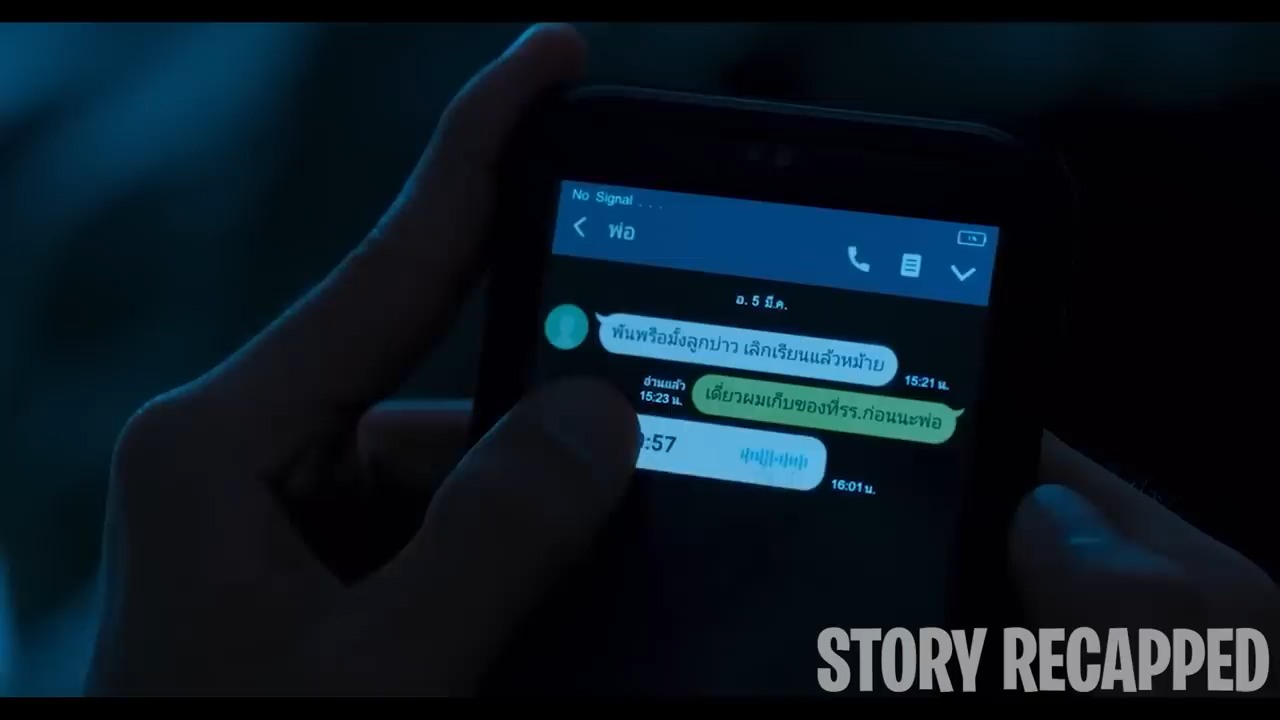 No Signal . . .
พ่อ
1%
อ. 5 มี.ค.
พันพรือมั้งลูกบ่าว เลิกเรียนแล้วหม้าย
15:21 น.
อ่านแล้ว
15:23 น.
เดี๋ยวผมเก็บของที่รร.ก่อนนะพ่อ
:57
16:01 น.
STORY RECAPPED